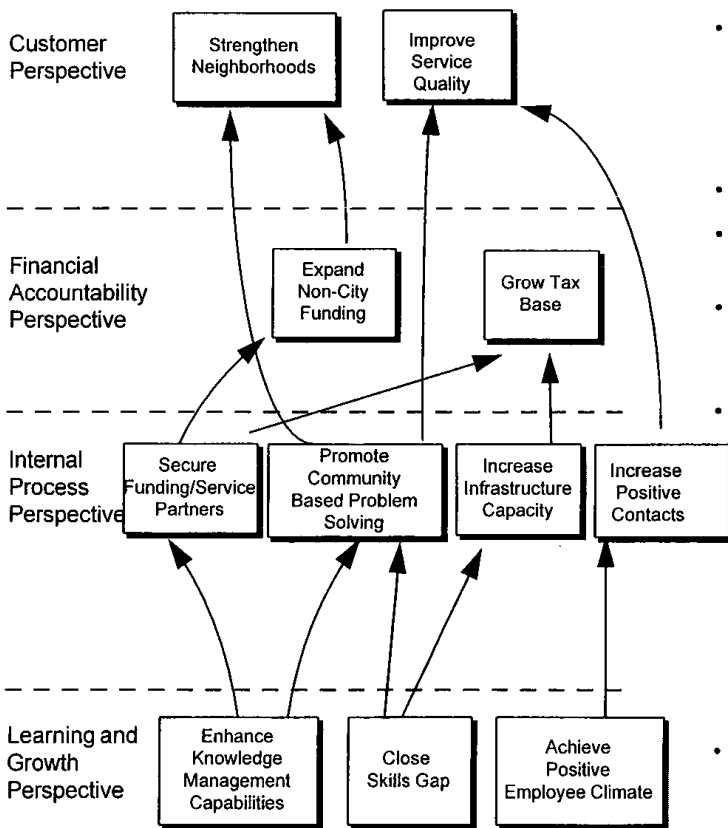 Customer
Perspective
Strengthen
Neighborhoods
Improve
Service
Quality
Financial
Accountability
Perspective
Expand
Non-City
Funding
Grow Tax
Base
Internal
Process
Perspective
Secure
Funding/Service
Partners
Promote
Community
Based Problem
Solving
Increase
Infrastructure
Capacity
Increase
Positive
Contacts
Learning and
Growth
Perspective
Enhance
Knowledge
Management
Capabilities
Close
Skills Gap
Achieve
Positive
Employee Climate